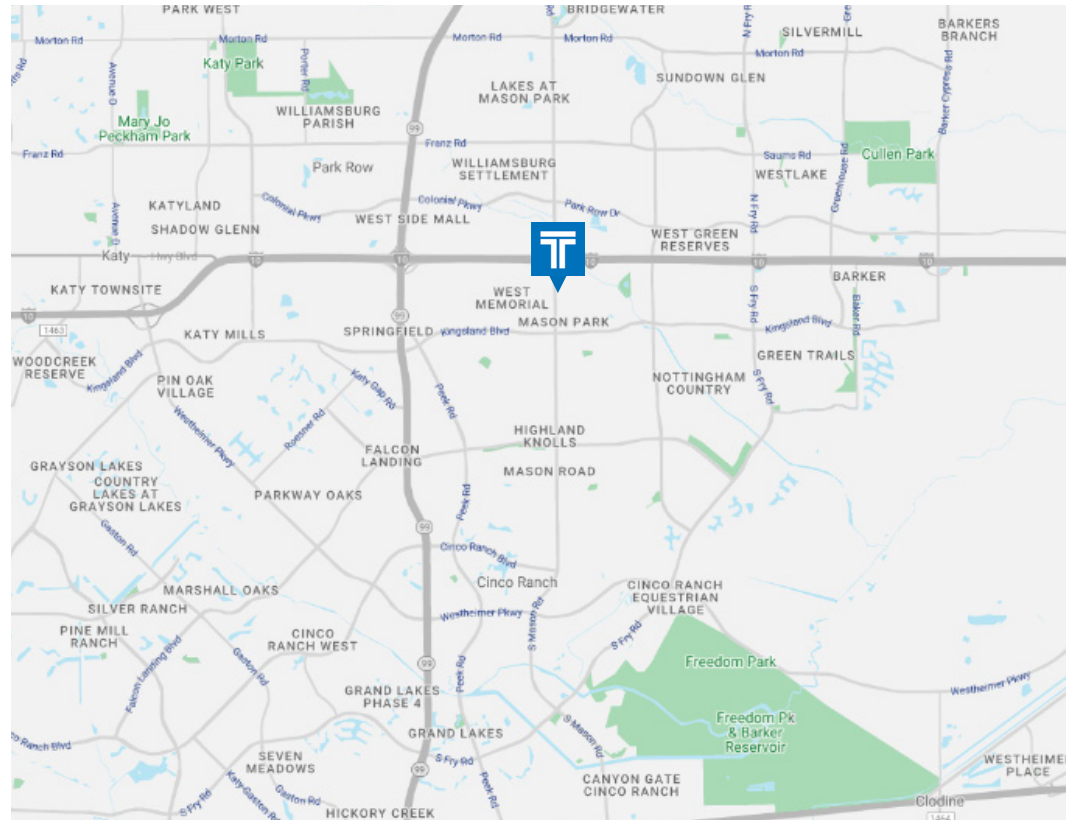 PARK WEST
BRIDGEWATER
BARKERS
BRANCH
SILVERMILL
Morton Rd
Morton Rd
Morton Rd
Morton Rd
Morton Rd
N Fry Rd
Katy Park
Porter Rd
Avenue D
SUNDOWN GLEN
LAKES AT
MASON PARK
Barker Cypress Rd
WILLIAMSBURG
PARISH
Mary Jo
Peckham Park
99
Franz Rd
Franz Rd
Saums Rd
Cullen Park
Greenhouse Rd
Park Row
WILLIAMSBURG
SETTLEMENT
WESTLAKE
KATYLAND
Colonial Pkwy
Colonial Pkwy
Park Row Dr
N Fry Rd
Avenue D
SHADOW GLENN
WEST SIDE MALL
WEST GREEN
RESERVES
Katy
Hwy Blvd
10
10
10
10
10
BARKER
KATY TOWNSITE
WEST
MEMORIAL
S Fry Rd
Baker Rd
10
1463
99
MASON PARK
KATY MILLS
SPRINGFIELD
Kingsland Blvd
WOODCREEK
RESERVE
Kingsland Blvd
GREEN TRAILS
PIN OAK
VILLAGE
Katy Gap Rd
Peek Rd
NOTTINGHAM
COUNTRY
S Fry Rd
Westheimer Pkwy
Roesner Rd
HIGHLAND
KNOLLS
FALCON
LANDING
GRAYSON LAKES
COUNTRY
LAKES AT
GRAYSON LAKES
MASON ROAD
PARKWAY OAKS
Peek Rd
Gaston Rd
99
Cinco Ranch Blvd
Cinco Ranch
MARSHALL OAKS
CINCO RANCH
EQUESTRIAN
VILLAGE
SILVER RANCH
Westheimer Pkwy
S Mason Rd
PINE MILL
RANCH
CINCO
RANCH WEST
S Fry Rd
Falcon Landing Blvd
Gaston Rd
99
Peek Rd
Freedom Park
Westheimer Pkwy
GRAND LAKES
PHASE 4
Freedom Pk
& Barker
Reservoir
S Mason Rd
GRAND LAKES
Ranch Blvd
SEVEN
MEADOWS
S Fry Rd
99
WESTHEIMER
PLACE
Katy-Gaston Rd
Gaston Rd
Peek Rd
CANYON GATE
CINCO RANCH
S Fry Rd
Clodine
HICKORY CREEK
1464